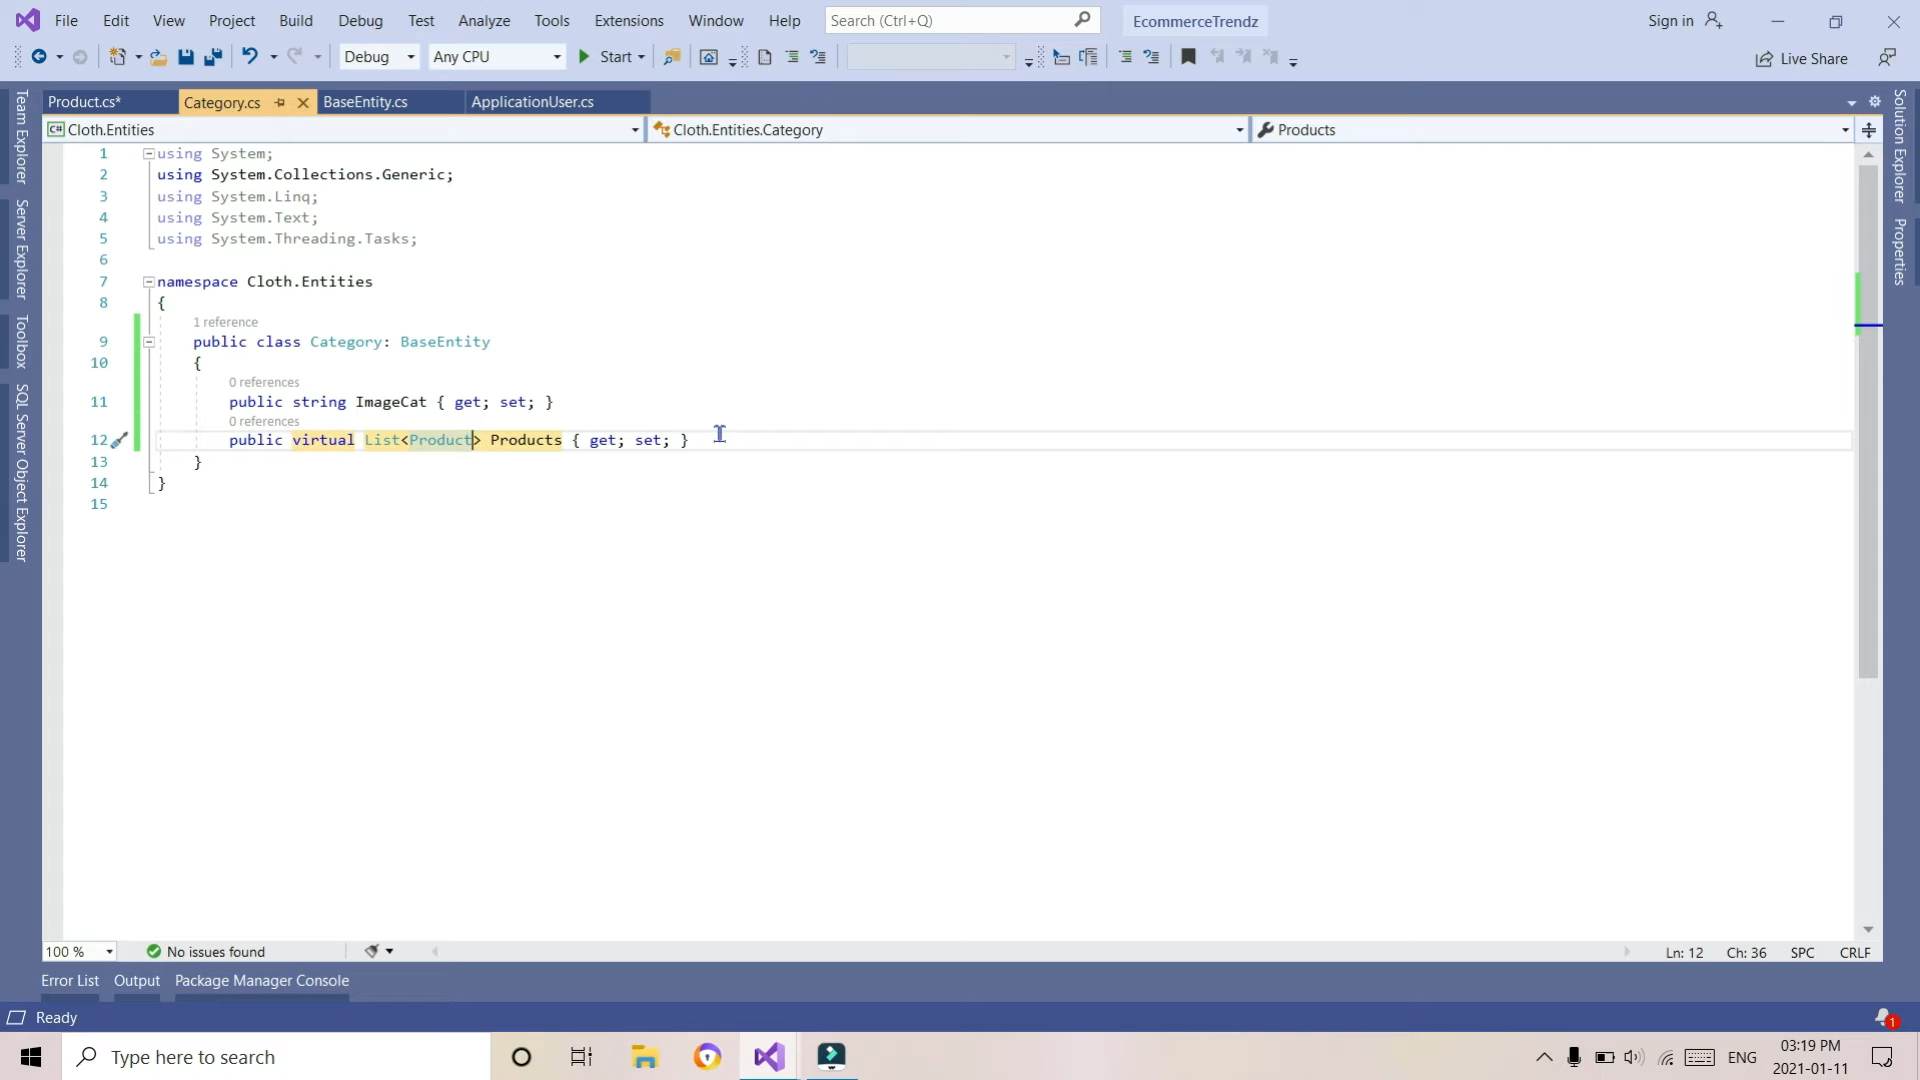 File Edit View Project Build Debug Test Analyze Tools Extensions Window Help Search (Ctrl+Q) EcommerceTrendz Sign in
Debug Any CPU Start Live Share
Product.cs* Category.cs BaseEntity.cs ApplicationUser.cs
C# Cloth.Entities Cloth.Entities.Category Products
Team Explorer
Server Explorer
Toolbox
SQL Server Object Explorer
1 using System;
2 using System.Collections.Generic;
3 using System.Linq;
4 using System.Text;
5 using System.Threading.Tasks;
6
7 namespace Cloth.Entities
8 {
1 reference
9 public class Category: BaseEntity
10 {
0 references
11 public string ImageCat { get; set; }
0 references
12 public virtual List<Product> Products { get; set; }
13 }
14 }
15
Solution Explorer
Properties
100 % No issues found Ln: 12 Ch: 36 SPC CRLF
Error List Output Package Manager Console
Ready 1
Type here to search ENG 03:19 PM
2021-01-11